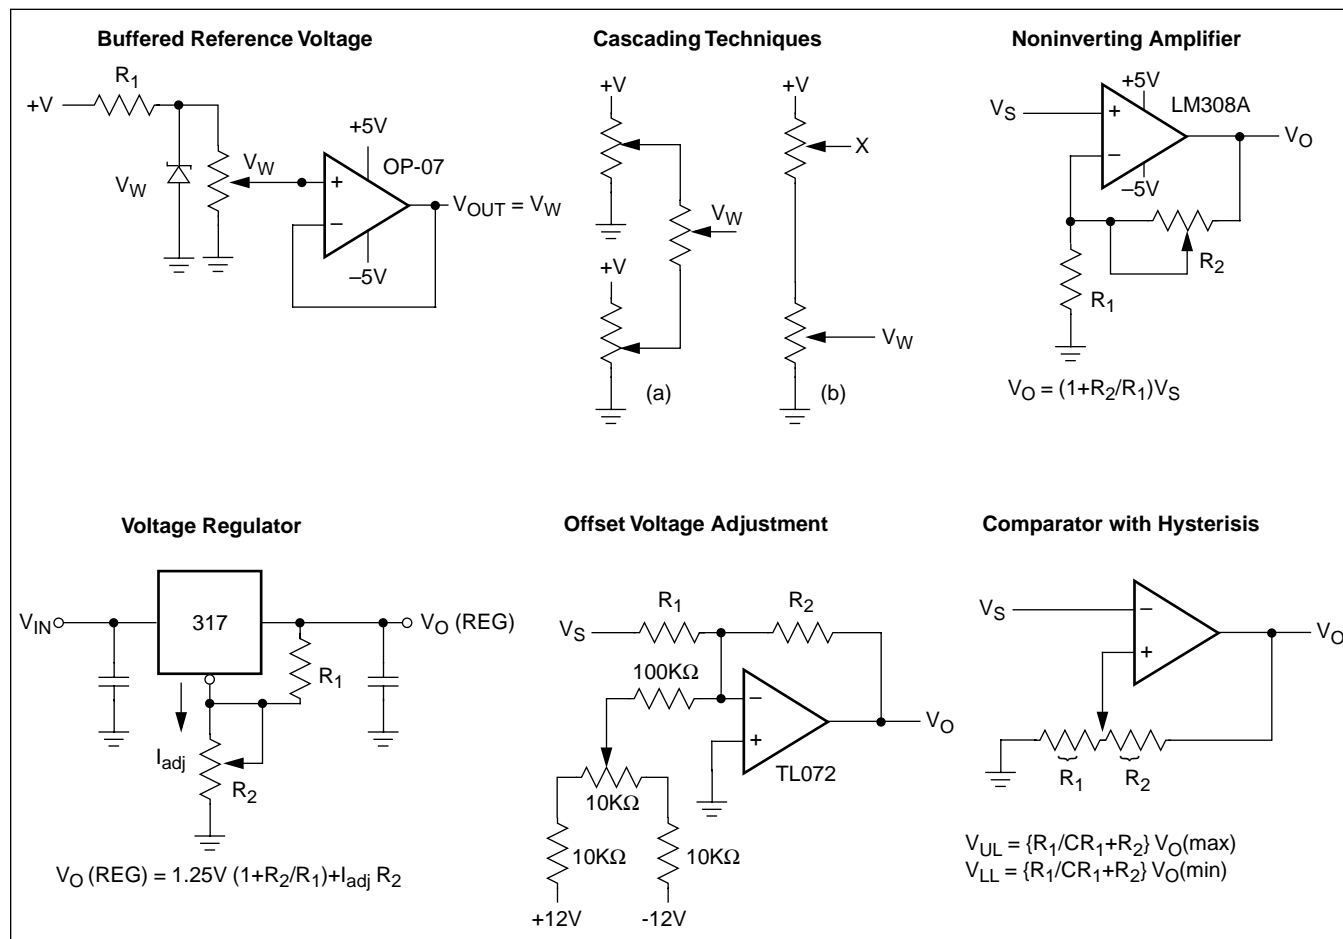 Buffered Reference Voltage
R1
+V
VW
VW
+5V
OP-07
+
–
–5V
VOUT = VW
Cascading Techniques
+V
+V
X
VW
+V
VW
(a)
(b)
Noninverting Amplifier
+5V
LM308A
VS
+
–
VO
–5V
R2
R1
VO = (1+R2/R1)VS
Voltage Regulator
VIN
317
VO (REG)
R1
Iadj
R2
VO (REG) = 1.25V (1+R2/R1)+Iadj R2
Offset Voltage Adjustment
R1
R2
VS
100KΩ
–
+
VO
TL072
10KΩ
10KΩ
10KΩ
+12V
-12V
Comparator with Hysterisis
VS
–
+
VO
R1
R2
VUL = {R1/CR1+R2} VO(max)
VLL = {R1/CR1+R2} VO(min)